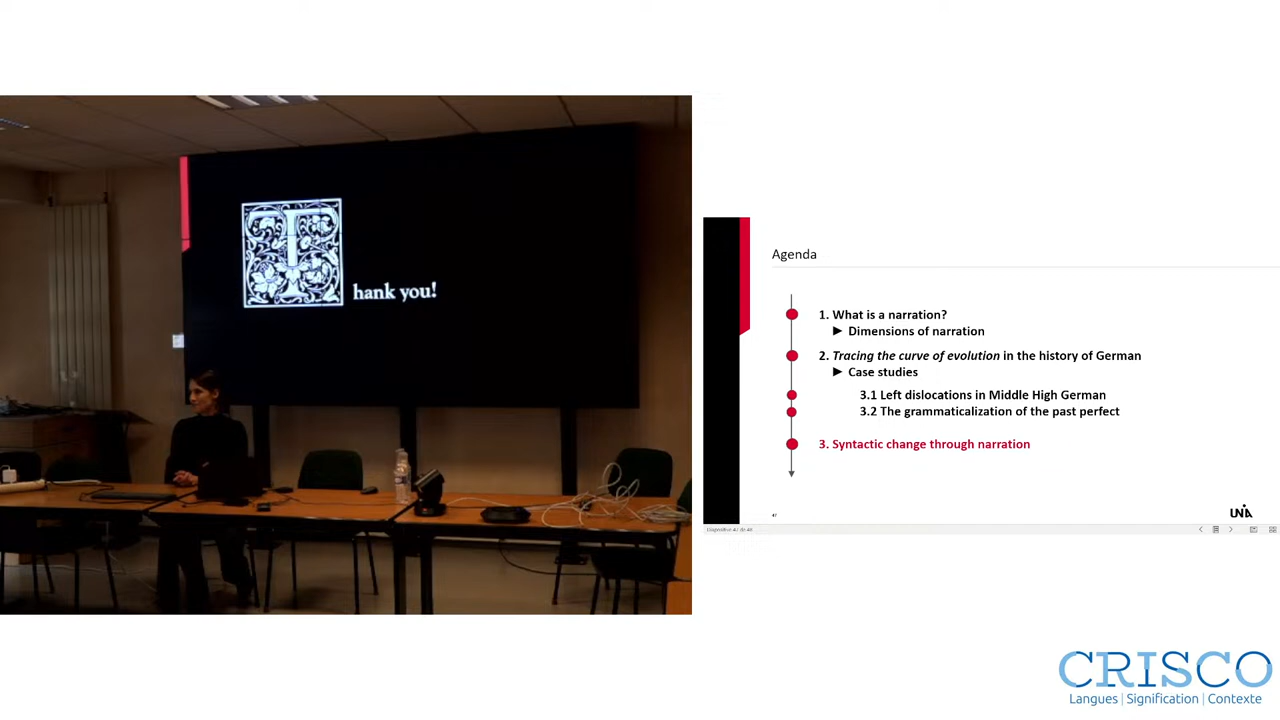 T
hank you!
Agenda
1. What is a narration?
▶ Dimensions of narration
2. Tracing the curve of evolution in the history of German
▶ Case studies
3.1 Left dislocations in Middle High German
3.2 The grammaticalization of the past perfect
3. Syntactic change through narration
47
UNIA
CRISCO
Langues | Signification | Contexte